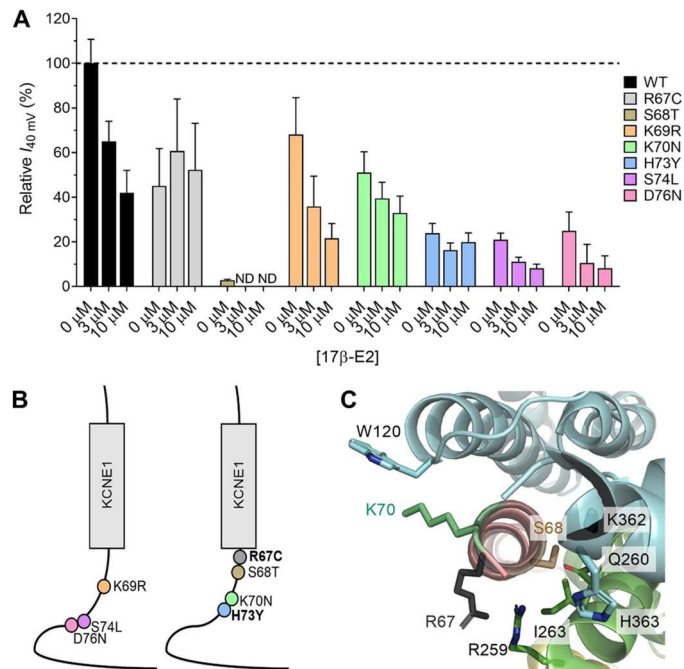 A
120
100
80
60
40
20
0
Relative I40 mV (%)
ND ND
0 μM
3 μM
10 μM
0 μM
3 μM
10 μM
0 μM
3 μM
10 μM
0 μM
3 μM
10 μM
0 μM
3 μM
10 μM
0 μM
3 μM
10 μM
0 μM
3 μM
10 μM
0 μM
3 μM
10 μM
[17β-E2]
WT
R67C
S68T
K69R
K70N
H73Y
S74L
D76N
B
KCNE1
K69R
S74L
D76N
KCNE1
R67C
S68T
K70N
H73Y
C
W120
K70
S68
K362
Q260
R67
I263
H363
R259